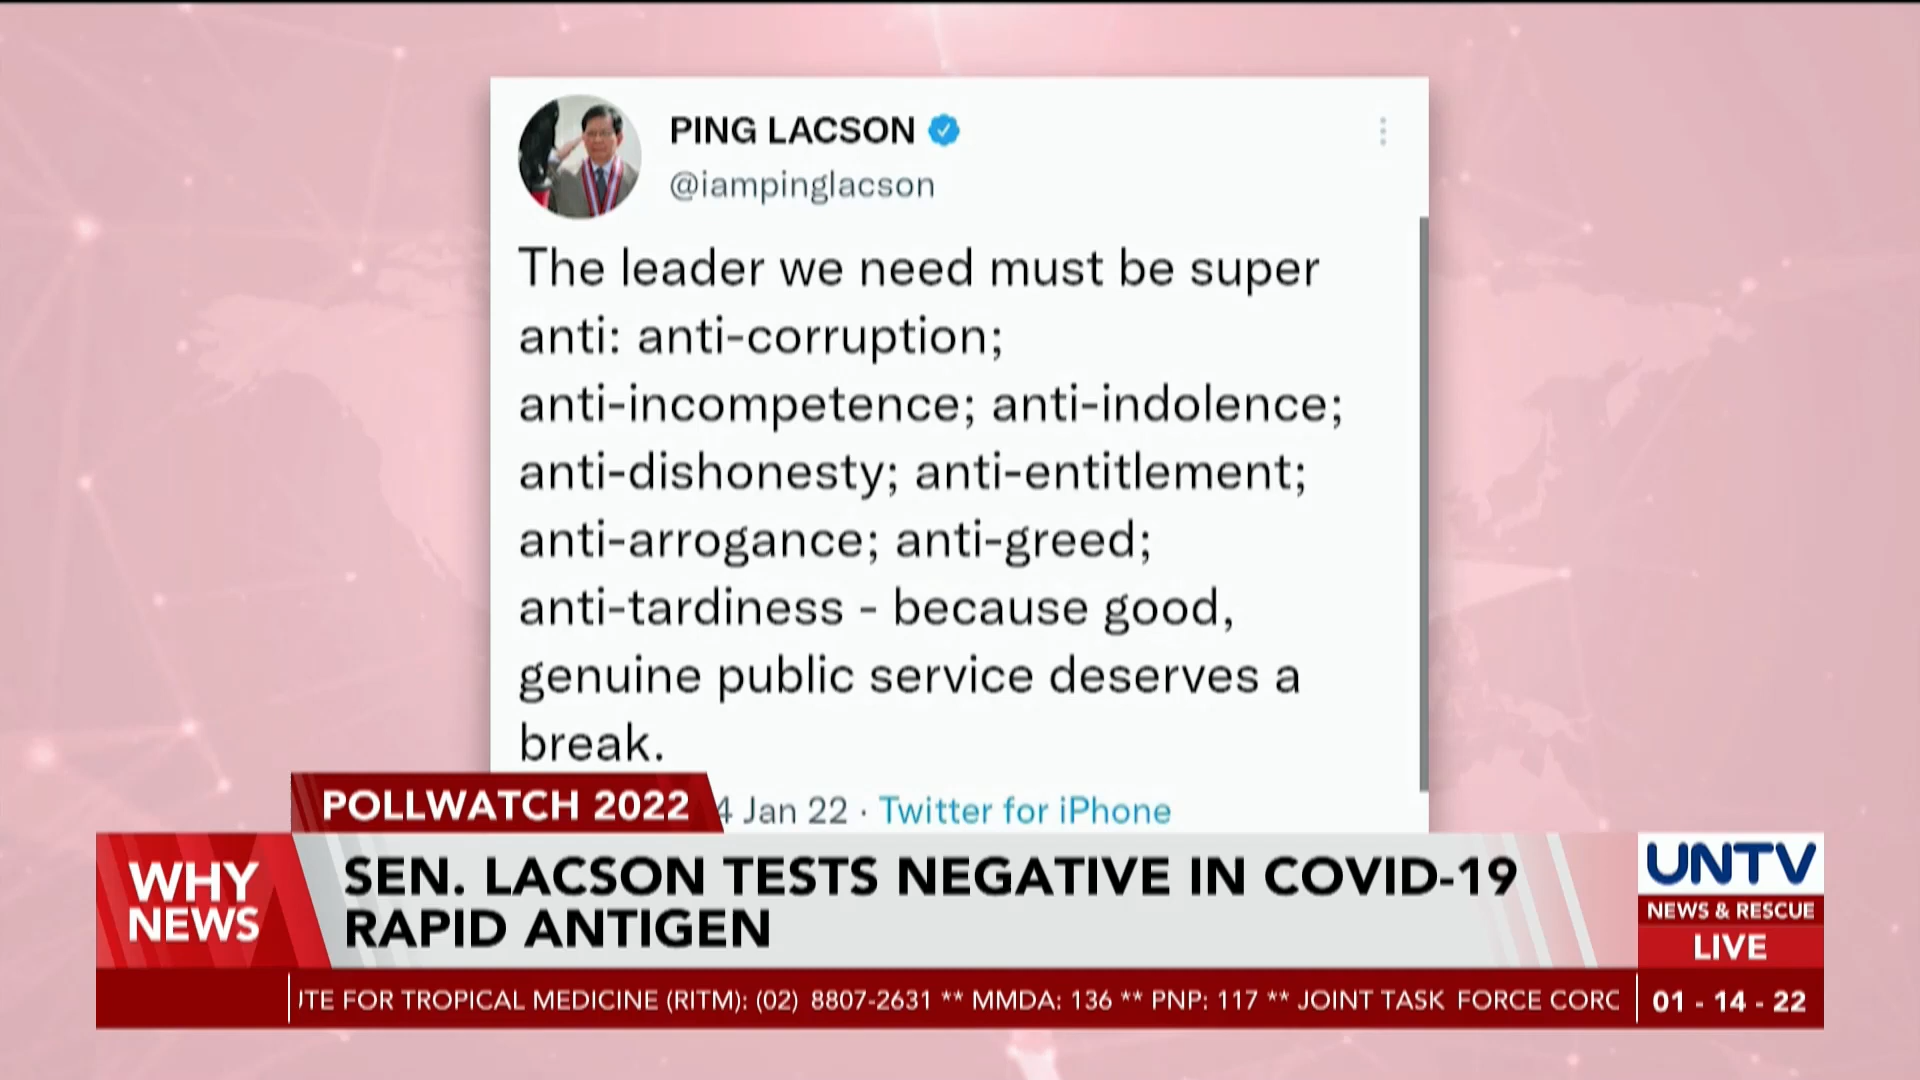 PING LACSON
@iampinglacson
The leader we need must be super
anti: anti-corruption;
anti-incompetence; anti-indolence;
anti-dishonesty; anti-entitlement;
anti-arrogance; anti-greed;
anti-tardiness - because good,
genuine public service deserves a
break.
4 Jan 22 · Twitter for iPhone
POLLWATCH 2022
WHY
NEWS
SEN. LACSON TESTS NEGATIVE IN COVID-19
RAPID ANTIGEN
UNTV
NEWS & RESCUE
LIVE
FOR TROPICAL MEDICINE (RITM): (02) 8807-2631 ** MMDA: 136 ** PNP: 117 ** JOINT TASK FORCE
01 - 14 - 22